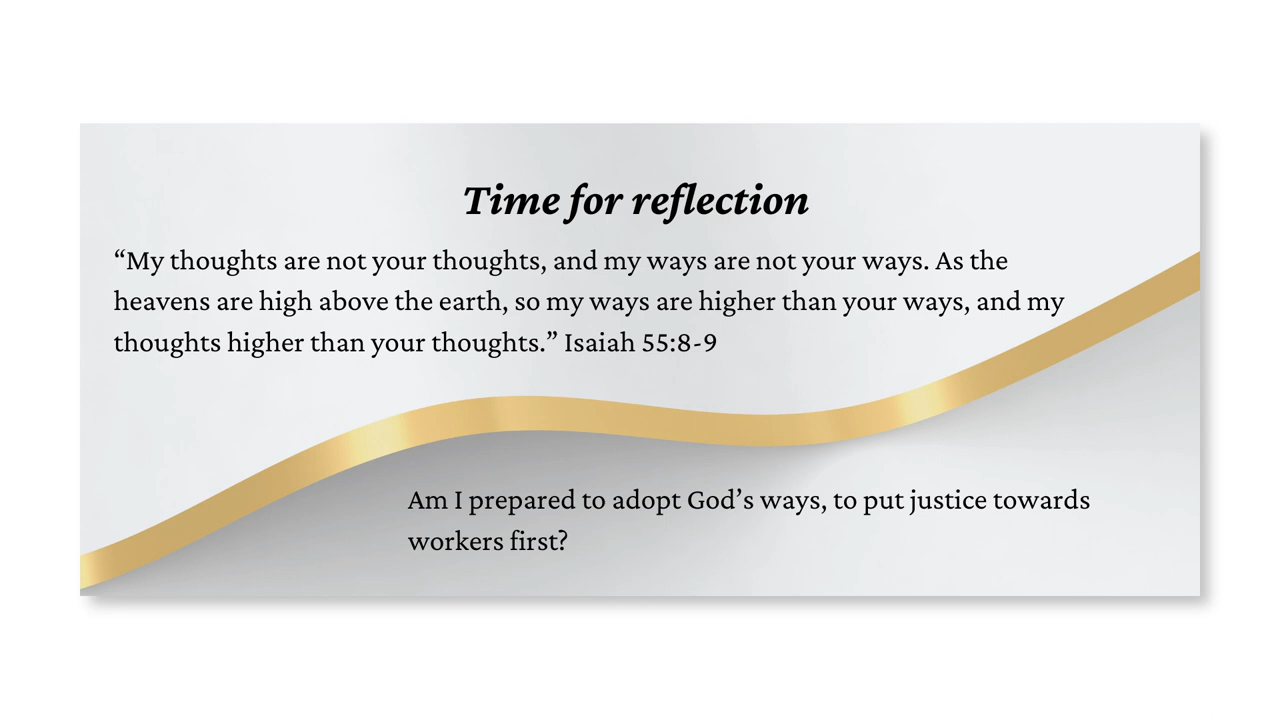 Time for reflection
“My thoughts are not your thoughts, and my ways are not your ways. As the
heavens are high above the earth, so my ways are higher than your ways, and my
thoughts higher than your thoughts.” Isaiah 55:8-9
Am I prepared to adopt God’s ways, to put justice towards
workers first?